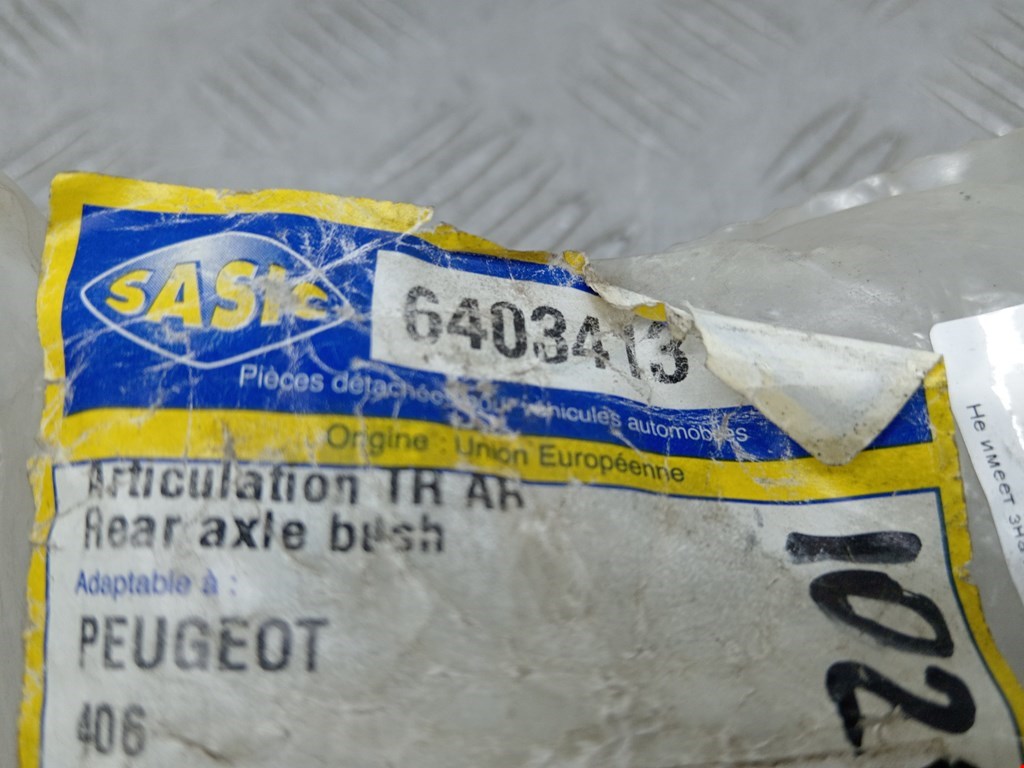 SASIC
6403413
Pièces détachées pour véhicules automobiles
Origine : Union Européenne
Articulation TR AR
Rear axle bush
Adaptable à :
PEUGEOT
406
102
Не имеет